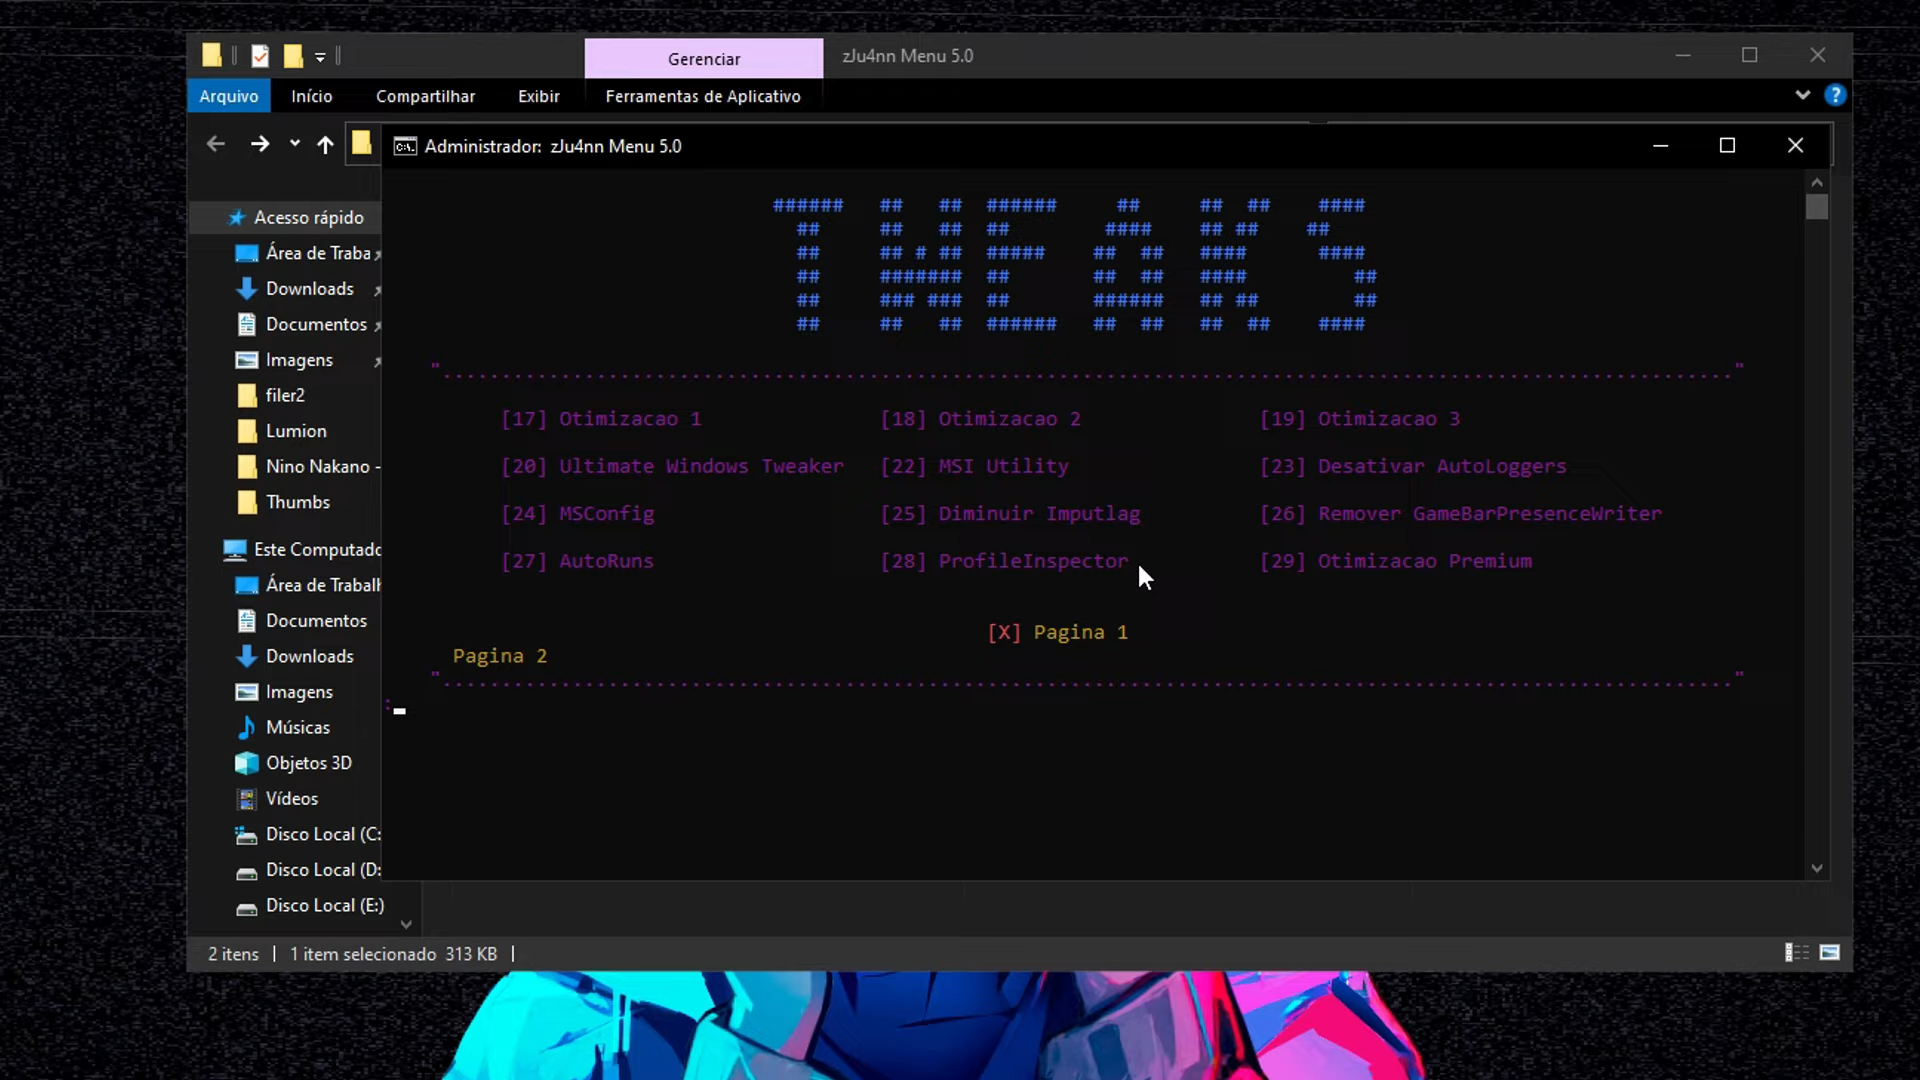 Gerenciar
zJu4nn Menu 5.0
Arquivo Início Compartilhar Exibir Ferramentas de Aplicativo
Administrador: zJu4nn Menu 5.0
TWEAKS
[17] Otimizacao 1 [18] Otimizacao 2 [19] Otimizacao 3
[20] Ultimate Windows Tweaker [22] MSI Utility [23] Desativar AutoLoggers
[24] MSConfig [25] Diminuir Imputlag [26] Remover GameBarPresenceWriter
[27] AutoRuns [28] ProfileInspector [29] Otimizacao Premium
[X] Pagina 1
Pagina 2
:
Acesso rápido
Área de Traba
Downloads
Documentos
Imagens
filer2
Lumion
Nino Nakano -
Thumbs
Este Computado
Área de Trabalh
Documentos
Downloads
Imagens
Músicas
Objetos 3D
Vídeos
Disco Local (C:
Disco Local (D:
Disco Local (E:)
2 itens 1 item selecionado 313 KB